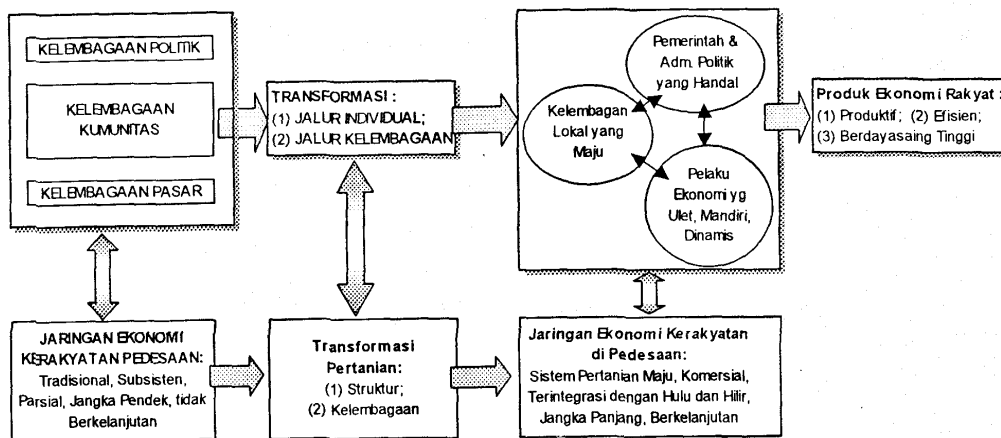 KELEMBAGAAN POLITIK
KELEMBAGAAN
KUMUNITAS
KELEMBAGAAN PASAR
TRANSFORMASI :
(1) JALUR INDIVIDUAL;
(2) JALUR KELEMBAGAAN
Pemerintah &
Adm. Politik
yang Handal
Kelembagan
Lokal yang
Maju
Pelaku
Ekonomi yg
Ulet, Mandiri,
Dinamis
Produk Ekonomi Rakyat :
(1) Produktif; (2) Efisien;
(3) Berdayasaing Tinggi
JARINGAN EKONOMI
KERAKYATAN PEDESAAN:
Tradisional, Subsisten,
Parsial, Jangka Pendek, tidak
Berkelanjutan
Transformasi
Pertanian:
(1) Struktur;
(2) Kelembagaan
Jaringan Ekonomi Kerakyatan
di Pedesaan:
Sistem Pertanian Maju, Komersial,
Terintegrasi dengan Hulu dan Hilir,
Jangka Panjang, Berkelanjutan